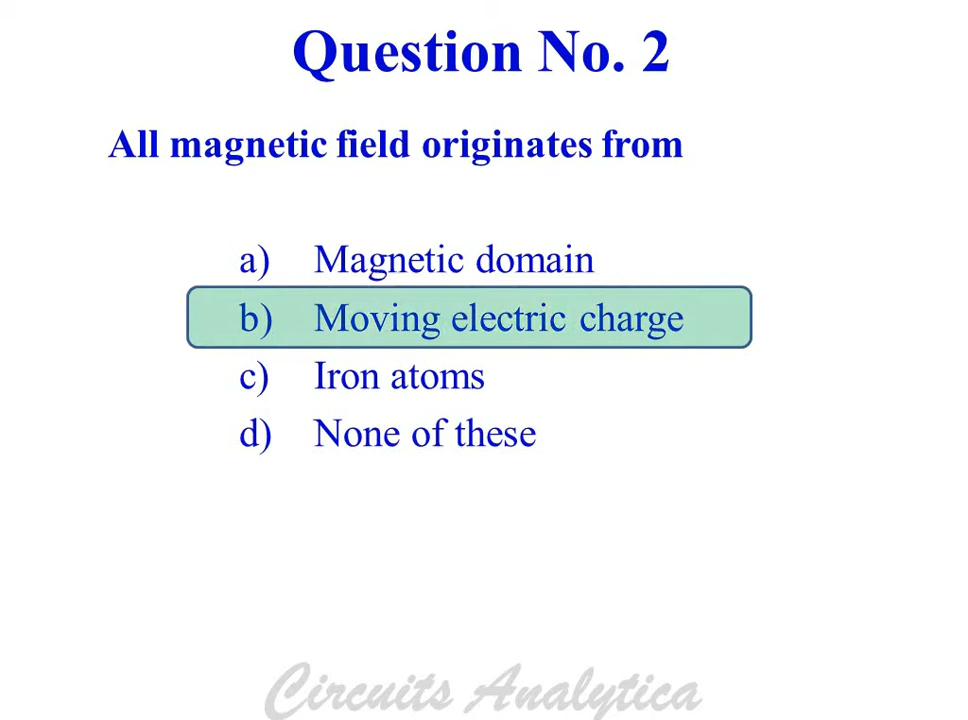 Question No. 2
All magnetic field originates from
a) Magnetic domain
b) Moving electric charge
c) Iron atoms
d) None of these
Circuits Analytica